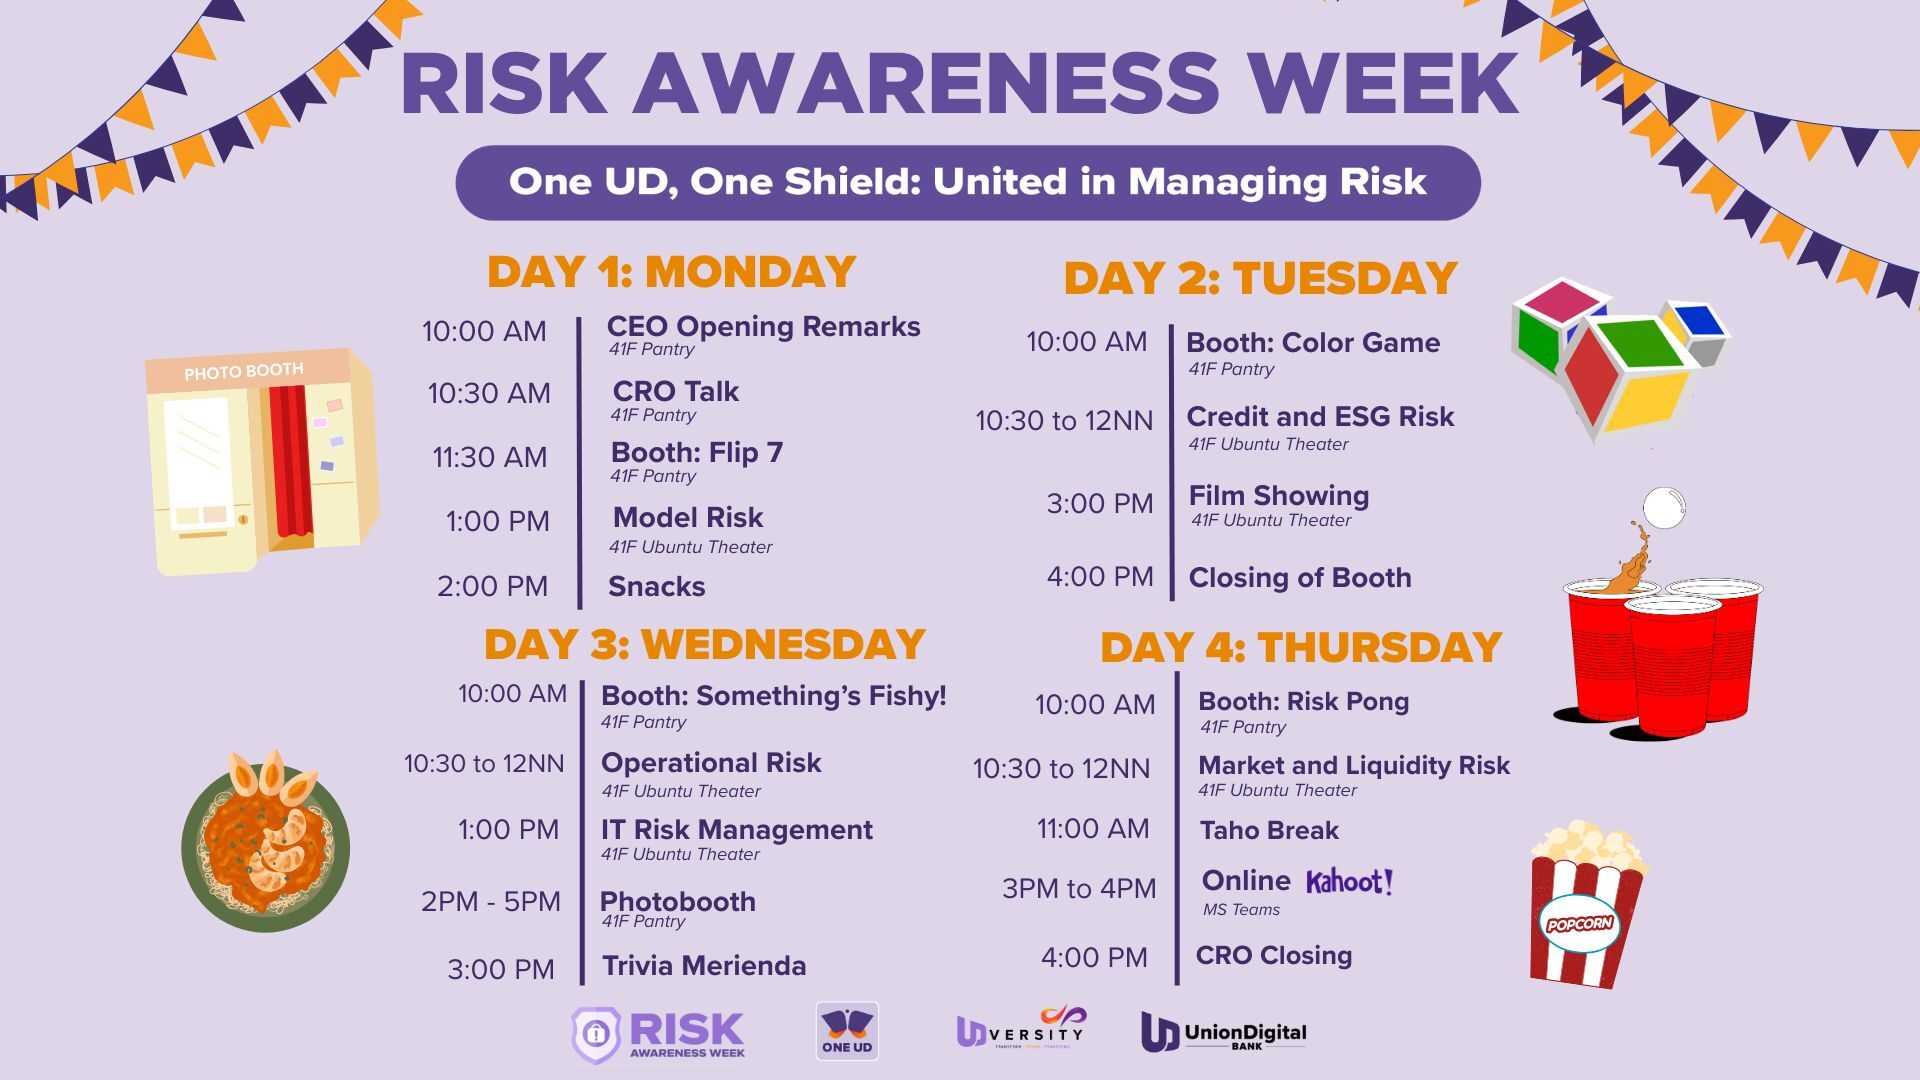 RISK AWARENESS WEEK
One UD, One Shield: United in Managing Risk
PHOTO BOOTH
DAY 1: MONDAY
10:00 AM CEO Opening Remarks
41F Pantry
10:30 AM CRO Talk
41F Pantry
11:30 AM Booth: Flip 7
41F Pantry
1:00 PM Model Risk
41F Ubuntu Theater
2:00 PM Snacks
DAY 2: TUESDAY
10:00 AM Booth: Color Game
41F Pantry
10:30 to 12NN Credit and ESG Risk
41F Ubuntu Theater
3:00 PM Film Showing
41F Ubuntu Theater
4:00 PM Closing of Booth
DAY 3: WEDNESDAY
10:00 AM Booth: Something's Fishy!
41F Pantry
10:30 to 12NN Operational Risk
41F Ubuntu Theater
1:00 PM IT Risk Management
41F Ubuntu Theater
2PM - 5PM Photobooth
41F Pantry
3:00 PM Trivia Merienda
DAY 4: THURSDAY
10:00 AM Booth: Risk Pong
41F Pantry
10:30 to 12NN Market and Liquidity Risk
41F Ubuntu Theater
11:00 AM Taho Break
3PM to 4PM Online Kahoot!
MS Teams
4:00 PM CRO Closing
POPCORN
RISK
AWARENESS WEEK
ONE UD
UDVERSITY
UD UnionDigital
BANK